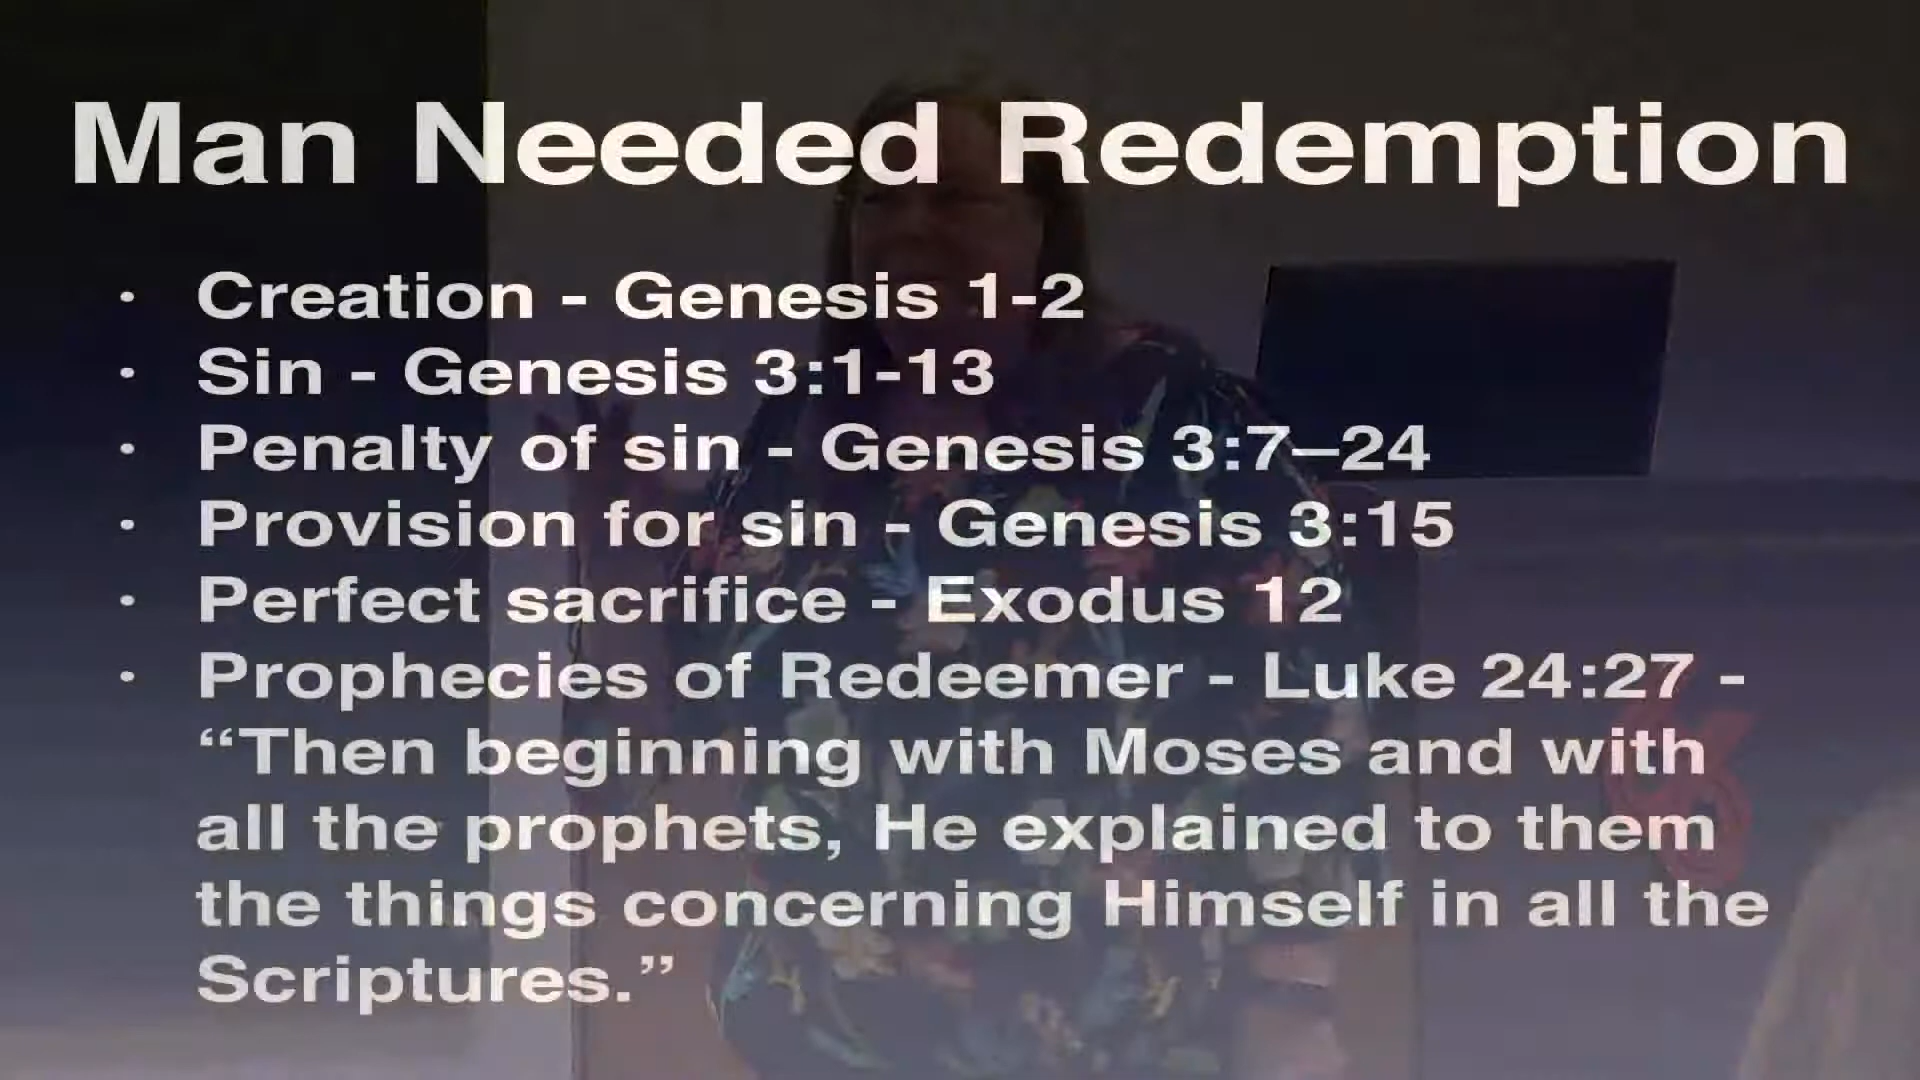 Man Needed Redemption
· Creation - Genesis 1-2
· Sin - Genesis 3:1-13
· Penalty of sin - Genesis 3:7–24
· Provision for sin - Genesis 3:15
· Perfect sacrifice - Exodus 12
· Prophecies of Redeemer - Luke 24:27 -
“Then beginning with Moses and with
all the prophets, He explained to them
the things concerning Himself in all the
Scriptures.”